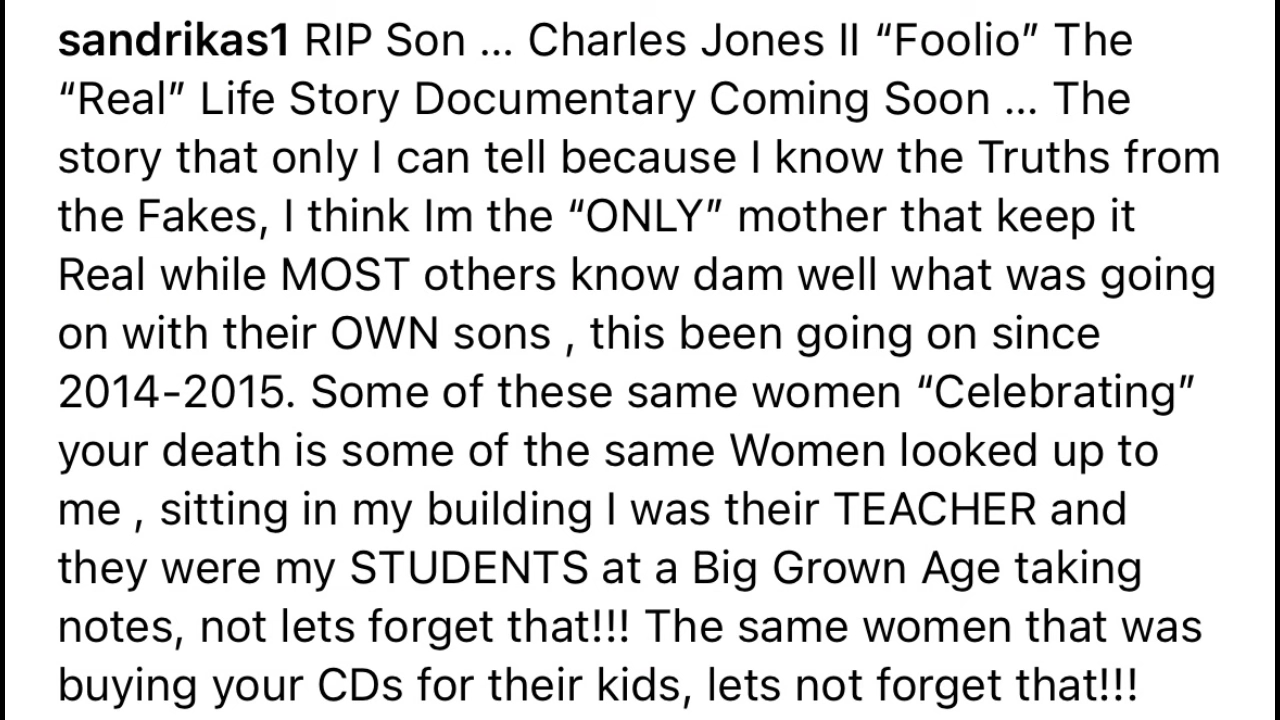 sandrikas1 RIP Son ... Charles Jones II “Foolio” The
“Real” Life Story Documentary Coming Soon ... The
story that only I can tell because I know the Truths from
the Fakes, I think Im the “ONLY” mother that keep it
Real while MOST others know dam well what was going
on with their OWN sons , this been going on since
2014-2015. Some of these same women “Celebrating”
your death is some of the same Women looked up to
me , sitting in my building I was their TEACHER and
they were my STUDENTS at a Big Grown Age taking
notes, not lets forget that!!! The same women that was
buying your CDs for their kids, lets not forget that!!!